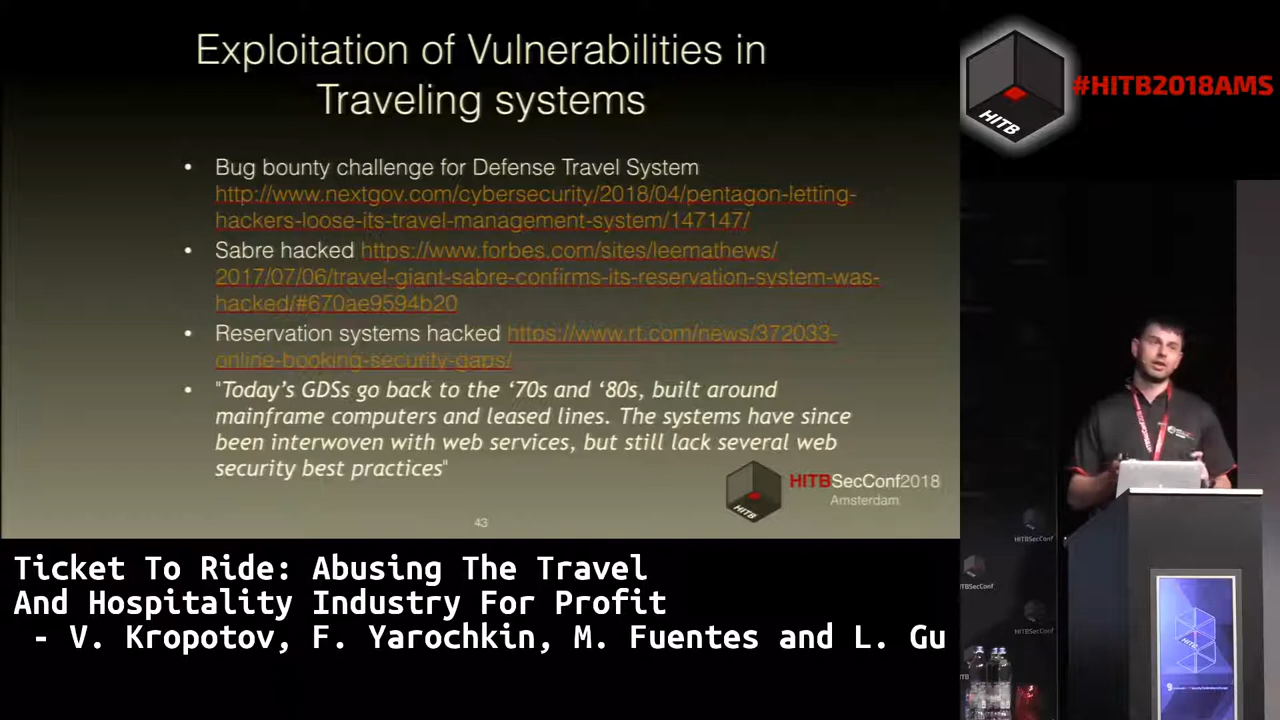 Exploitation of Vulnerabilities in
Traveling systems
• Bug bounty challenge for Defense Travel System
http://www.nextgov.com/cybersecurity/2018/04/pentagon-letting-
hackers-loose-its-travel-management-system/147147/
• Sabre hacked https://www.forbes.com/sites/leemathews/
2017/07/06/travel-giant-sabre-confirms-its-reservation-system-was-
hacked/#670ae9594b20
• Reservation systems hacked https://www.rt.com/news/372033-
online-booking-security-gaps/
• "Today's GDSs go back to the ‘70s and ‘80s, built around
mainframe computers and leased lines. The systems have since
been interwoven with web services, but still lack several web
security best practices"
HITB
HITBSecConf2018
Amsterdam
43
HITB
#HITB2018AMS
HITBSecConf
HITBSecConf
HITBSecConf
HITB
Ticket To Ride: Abusing The Travel
And Hospitality Industry For Profit
- V. Kropotov, F. Yarochkin, M. Fuentes and L. Gu